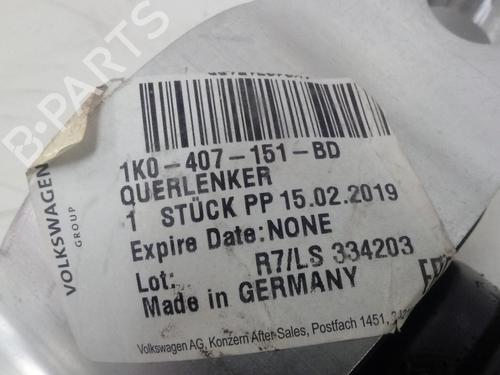 B-PARTS
VOLKSWAGEN
GROUP
1K0-407-151-BD
QUERLENKER
1 STÜCK PP 15.02.2019
Expire Date: NONE
Lot: R7/LS 334203
Made in GERMANY
Volkswagen AG, Konzern After Sales, Postfach 1451,